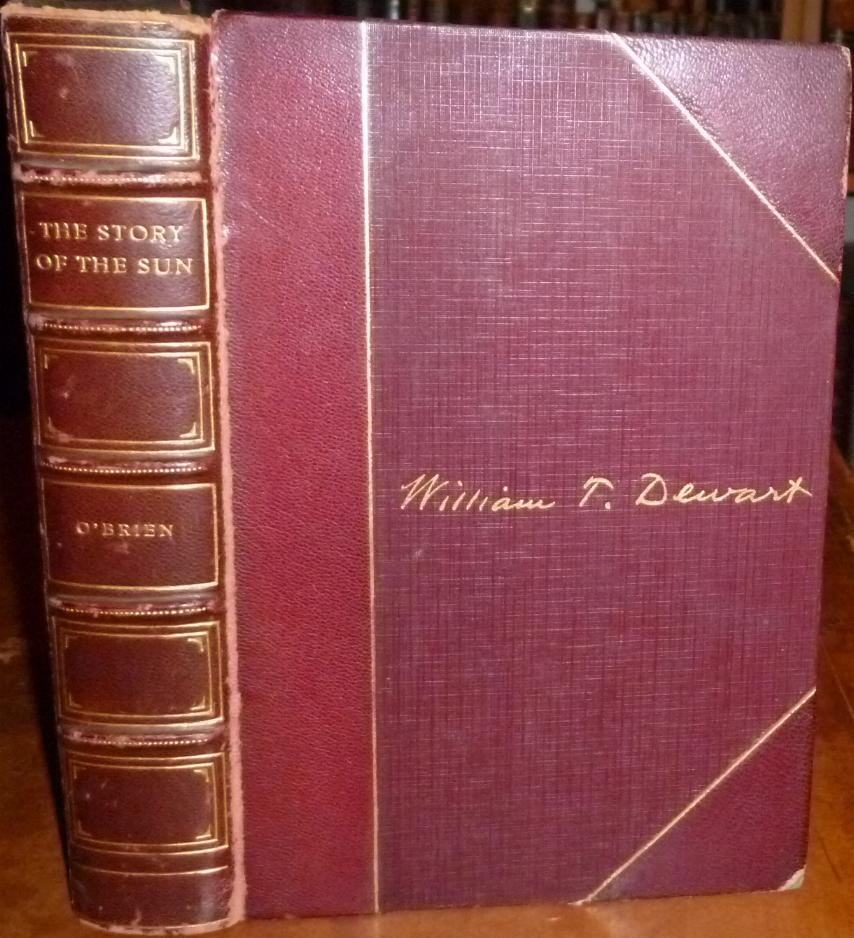 THE STORY
OF THE SUN
O'BRIEN
William T. Dewart